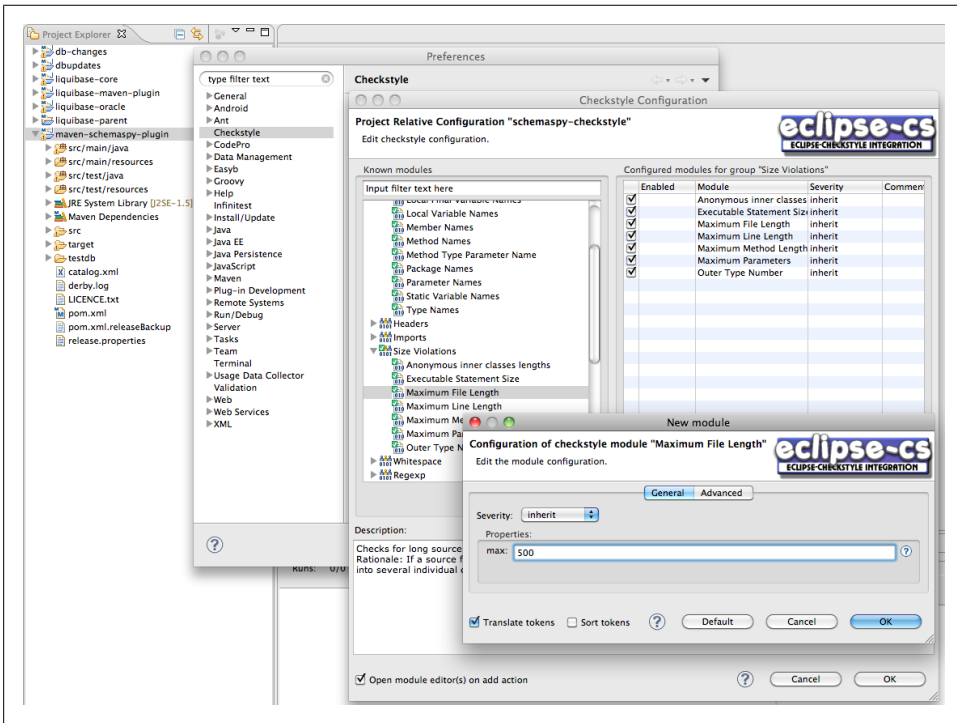 Project Explorer
db-changes
dbupdates
liquibase-core
liquibase-maven-plugin
liquibase-oracle
liquibase-parent
maven-schemaspy-plugin
src/main/java
src/main/resources
src/test/java
src/test/resources
JRE System Library [J2SE-1.5]
Maven Dependencies
src
target
testdb
catalog.xml
derby.log
LICENCE.txt
pom.xml
pom.xml.releaseBackup
release.properties
Preferences
type filter text
General
Android
Ant
Checkstyle
CodePro
Data Management
Easyb
Groovy
Help
Infinitest
Install/Update
Java
Java EE
Java Persistence
JavaScript
Maven
Plug-in Development
Remote Systems
Run/Debug
Server
Tasks
Team
Terminal
Usage Data Collector
Validation
Web
Web Services
XML
Checkstyle
Runs: 0/0
Checkstyle Configuration
Project Relative Configuration "schemaspy-checkstyle"
Edit checkstyle configuration.
eclipse-cs
ECLIPSE-CHECKSTYLE INTEGRATION
Known modules
Input filter text here
Local Final Variable Names
Local Variable Names
Member Names
Method Names
Method Type Parameter Name
Package Names
Parameter Names
Static Variable Names
Type Names
Headers
Imports
Size Violations
Anonymous inner classes lengths
Executable Statement Size
Maximum File Length
Maximum Line Length
Maximum Me
Maximum Pa
Outer Type N
Whitespace
Regexp
Configured modules for group "Size Violations"
Enabled Module Severity Commen
Anonymous inner classes inherit
Executable Statement Size inherit
Maximum File Length inherit
Maximum Line Length inherit
Maximum Method Length inherit
Maximum Parameters inherit
Outer Type Number inherit
Description:
Checks for long source
Rationale: If a source f
into several individual
Open module editor(s) on add action
Cancel
OK
New module
Configuration of checkstyle module "Maximum File Length"
Edit the module configuration.
eclipse-cs
ECLIPSE-CHECKSTYLE INTEGRATION
General Advanced
Severity: inherit
Properties:
max: 500
Translate tokens Sort tokens Default Cancel OK